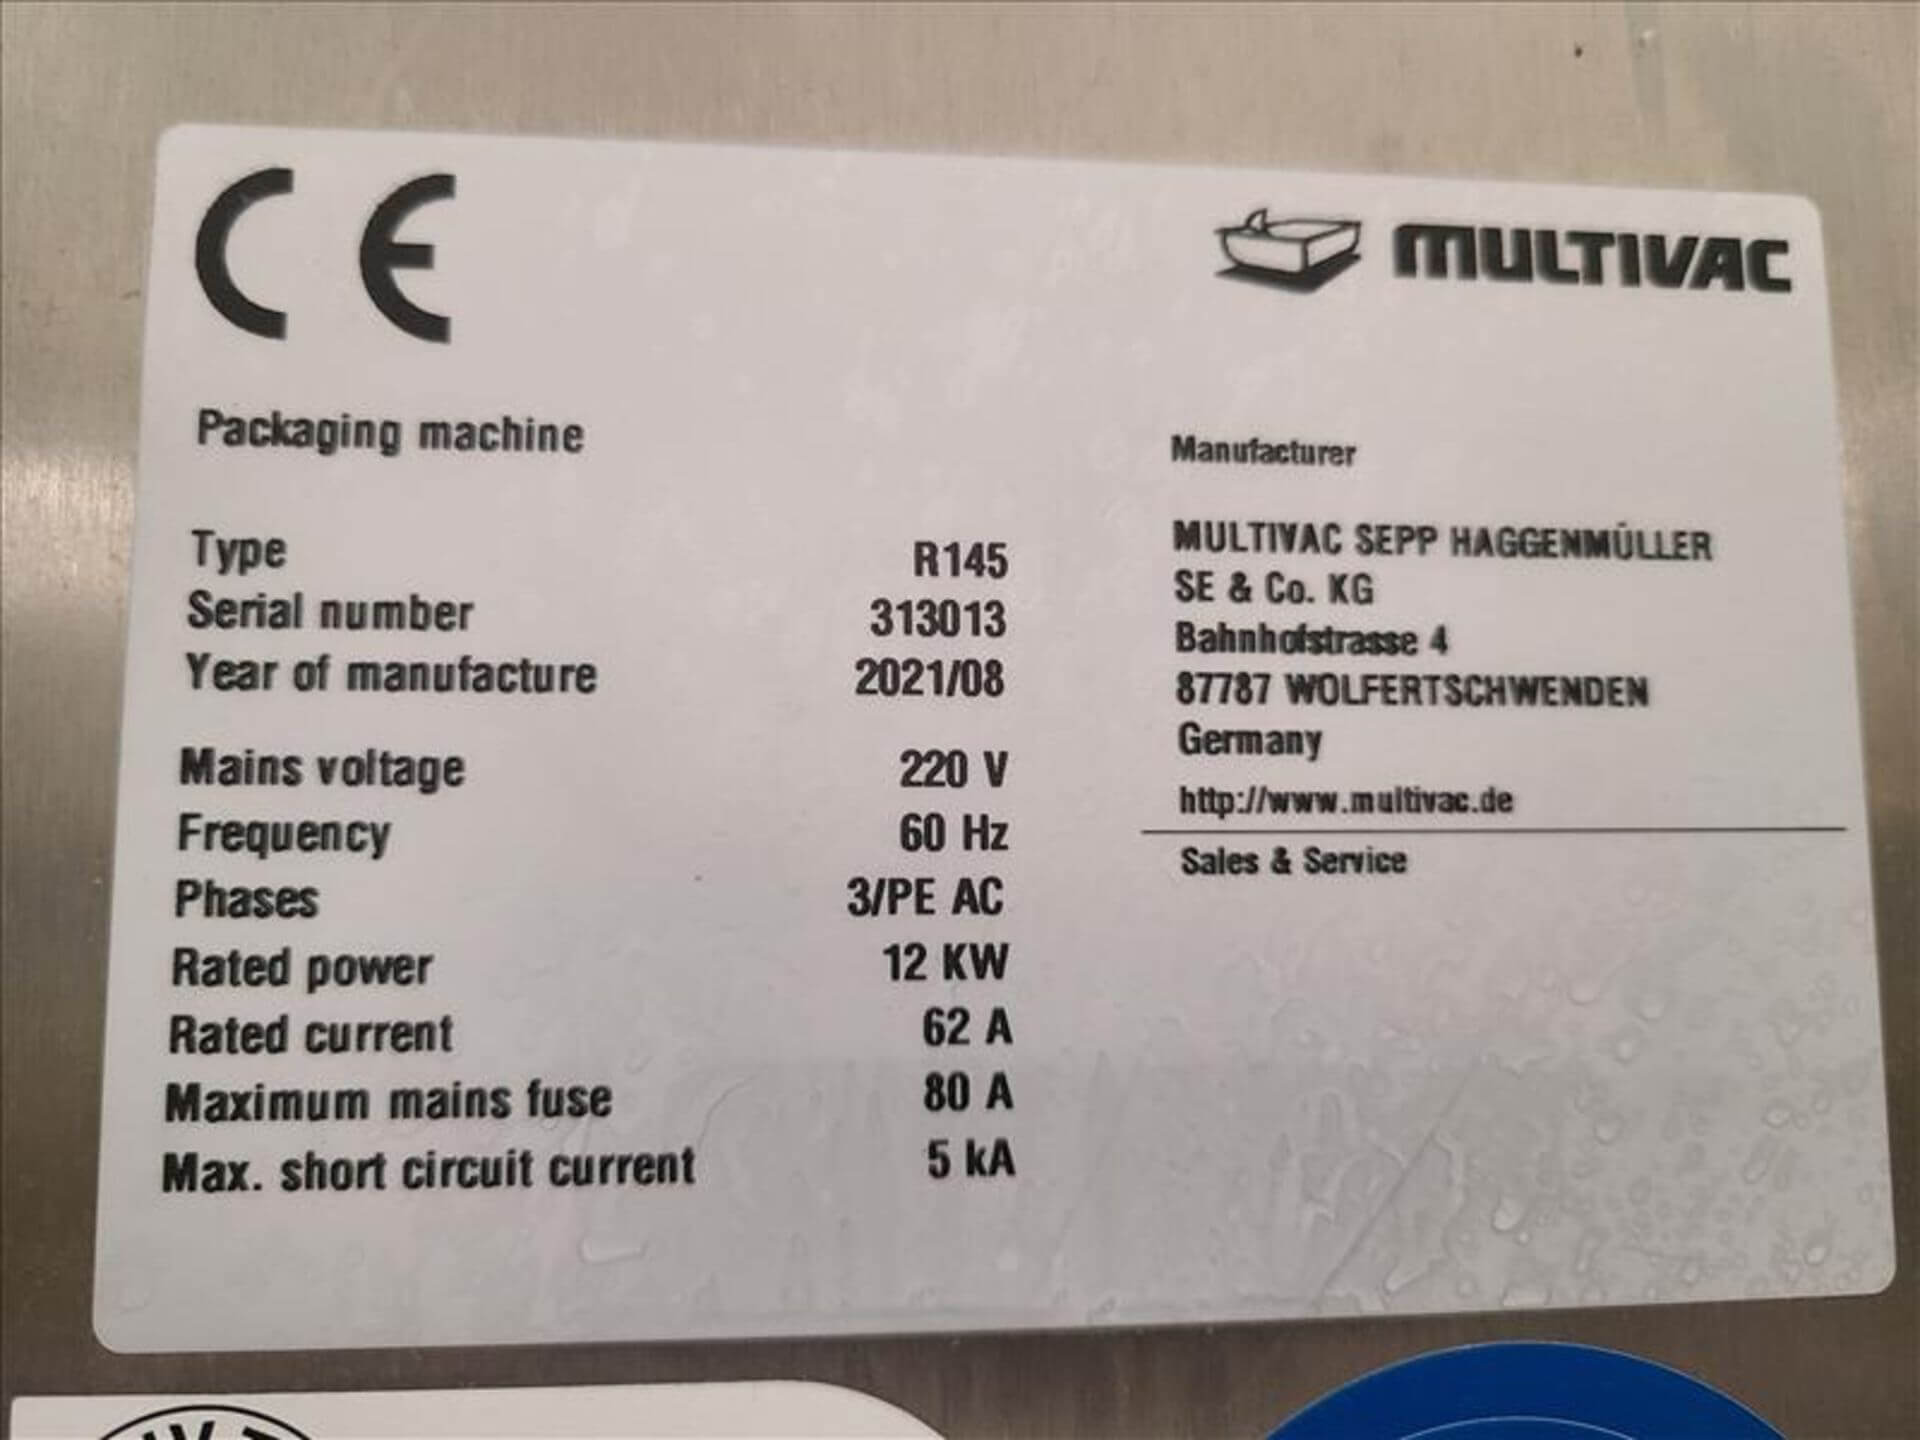 CE
MULTIVAC
Packaging machine
Type R145
Serial number 313013
Year of manufacture 2021/08
Mains voltage 220 V
Frequency 60 Hz
Phases 3/PE AC
Rated power 12 KW
Rated current 62 A
Maximum mains fuse 80 A
Max. short circuit current 5 kA
Manufacturer
MULTIVAC SEPP HAGGENMÜLLER
SE & Co. KG
Bahnhofstrasse 4
87787 WOLFERTSCHWENDEN
Germany
http://www.multivac.de
Sales & Service